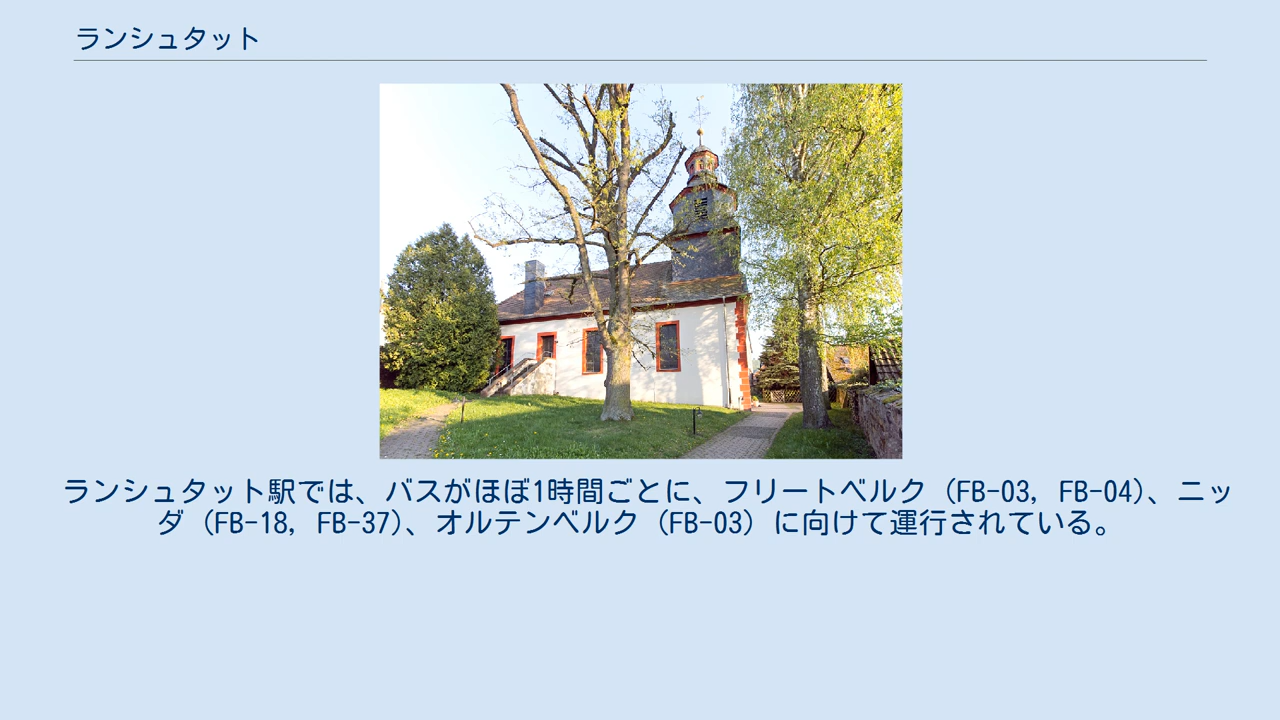 ランシュタット
ランシュタット駅では、バスがほぼ1時間ごとに、フリートベルク (FB-03, FB-04)、ニッ
ダ (FB-18, FB-37)、オルテンベルク (FB-03) に向けて運行されている。